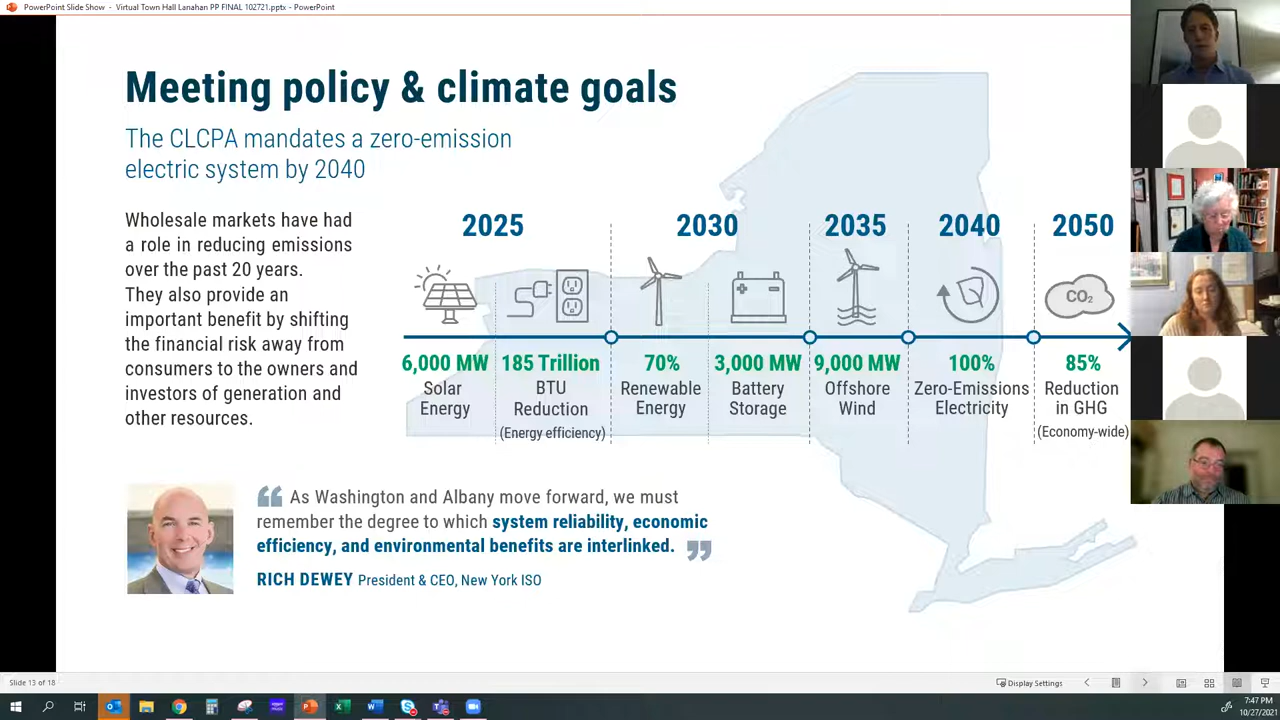 PowerPoint Slide Show - Virtual Town Hall Lanahan PP FINAL 102721.pptx - PowerPoint
Meeting policy & climate goals
The CLCPA mandates a zero-emission
electric system by 2040
Wholesale markets have had
a role in reducing emissions
over the past 20 years.
They also provide an
important benefit by shifting
the financial risk away from
consumers to the owners and
investors of generation and
other resources.
2025
2030
2035
2040
2050
CO₂
6,000 MW
Solar
Energy
185 Trillion
BTU
Reduction
(Energy efficiency)
70%
Renewable
Energy
3,000 MW
Battery
Storage
9,000 MW
Offshore
Wind
100%
Zero-Emissions
Electricity
85%
Reduction
in GHG
(Economy-wide)
“ As Washington and Albany move forward, we must
remember the degree to which system reliability, economic
efficiency, and environmental benefits are interlinked. ”
RICH DEWEY President & CEO, New York ISO
Slide 13 of 18
Display Settings
7:47 PM
10/27/2021